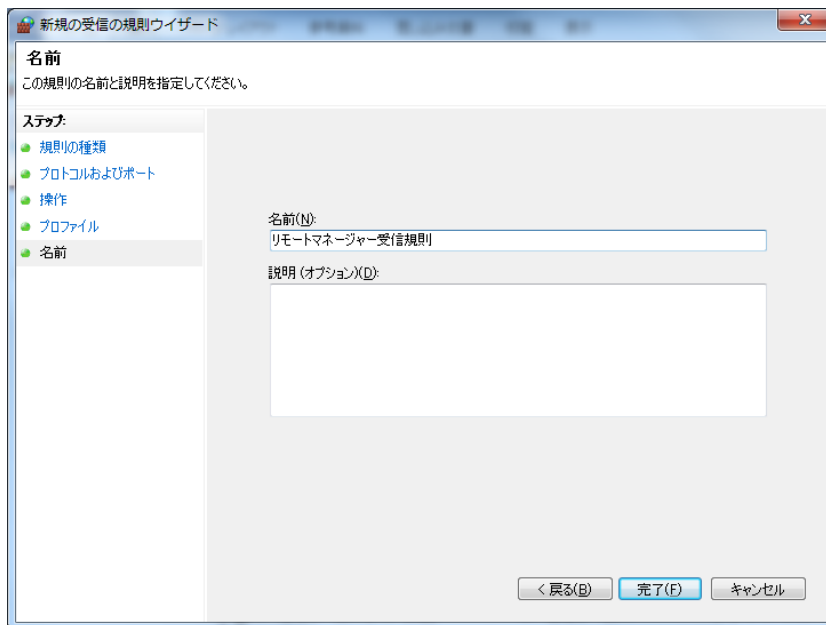 新規の受信の規則ウイザード
名前
この規則の名前と説明を指定してください。
ステップ:
規則の種類
プロトコルおよびポート
操作
プロファイル
名前
名前(N):
リモートマネージャー受信規則
説明 (オプション)(D):
< 戻る(B)
完了(F)
キャンセル